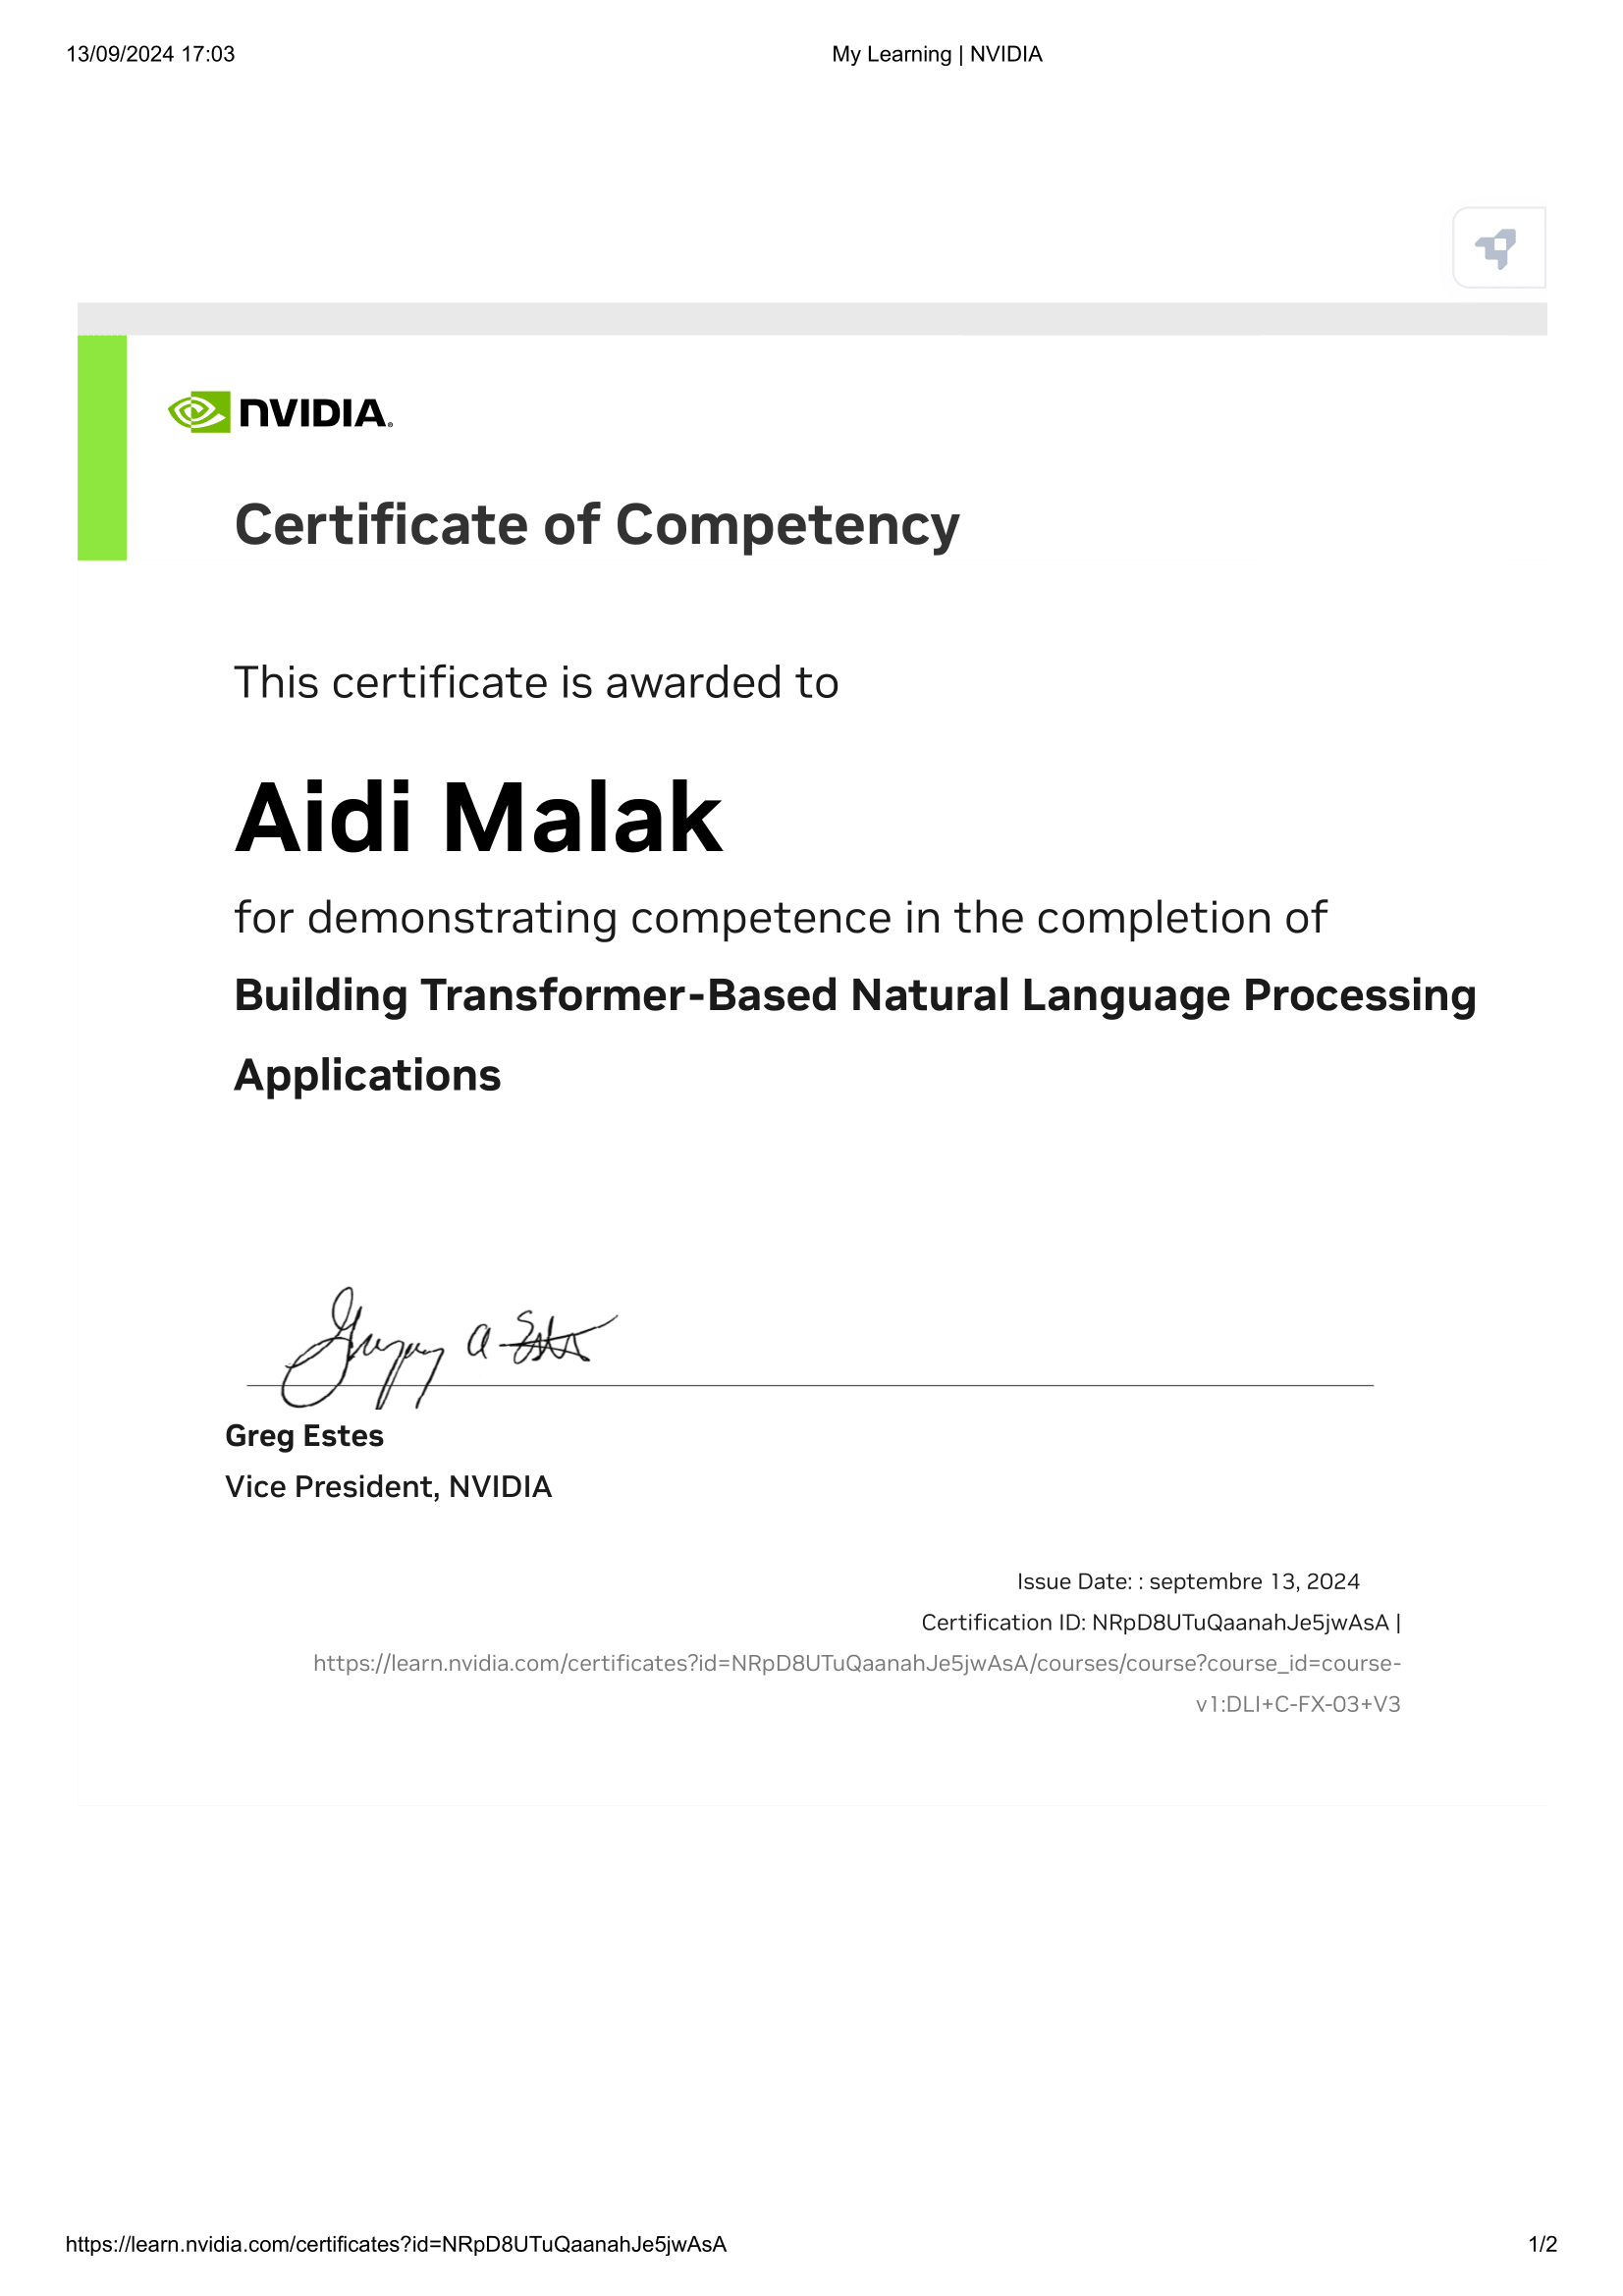 13/09/2024 17:03
My Learning | NVIDIA
NVIDIA.
Certificate of Competency
This certificate is awarded to
Aidi Malak
for demonstrating competence in the completion of
Building Transformer-Based Natural Language Processing
Applications
Greg Estes
Vice President, NVIDIA
Issue Date: : septembre 13, 2024
Certification ID: NRpD8UTuQaanahJe5jwAsA |
https://learn.nvidia.com/certificates?id=NRpD8UTuQaanahJe5jwAsA/courses/course?course_id=course-
v1:DLI+C-FX-03+V3
https://learn.nvidia.com/certificates?id=NRpD8UTuQaanahJe5jwAsA
1/2